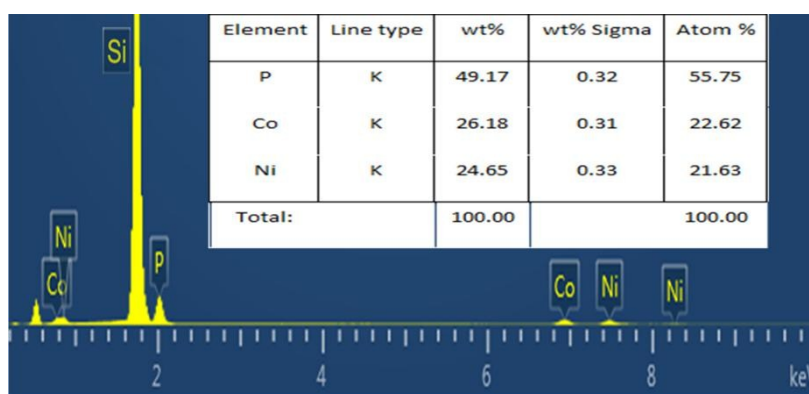 Element Line type wt% wt% Sigma Atom %
P K 49.17 0.32 55.75
Co K 26.18 0.31 22.62
Ni K 24.65 0.33 21.63
Total: 100.00 100.00
Si
Ni
Co
P
Co Ni Ni
2 4 6 8 keV